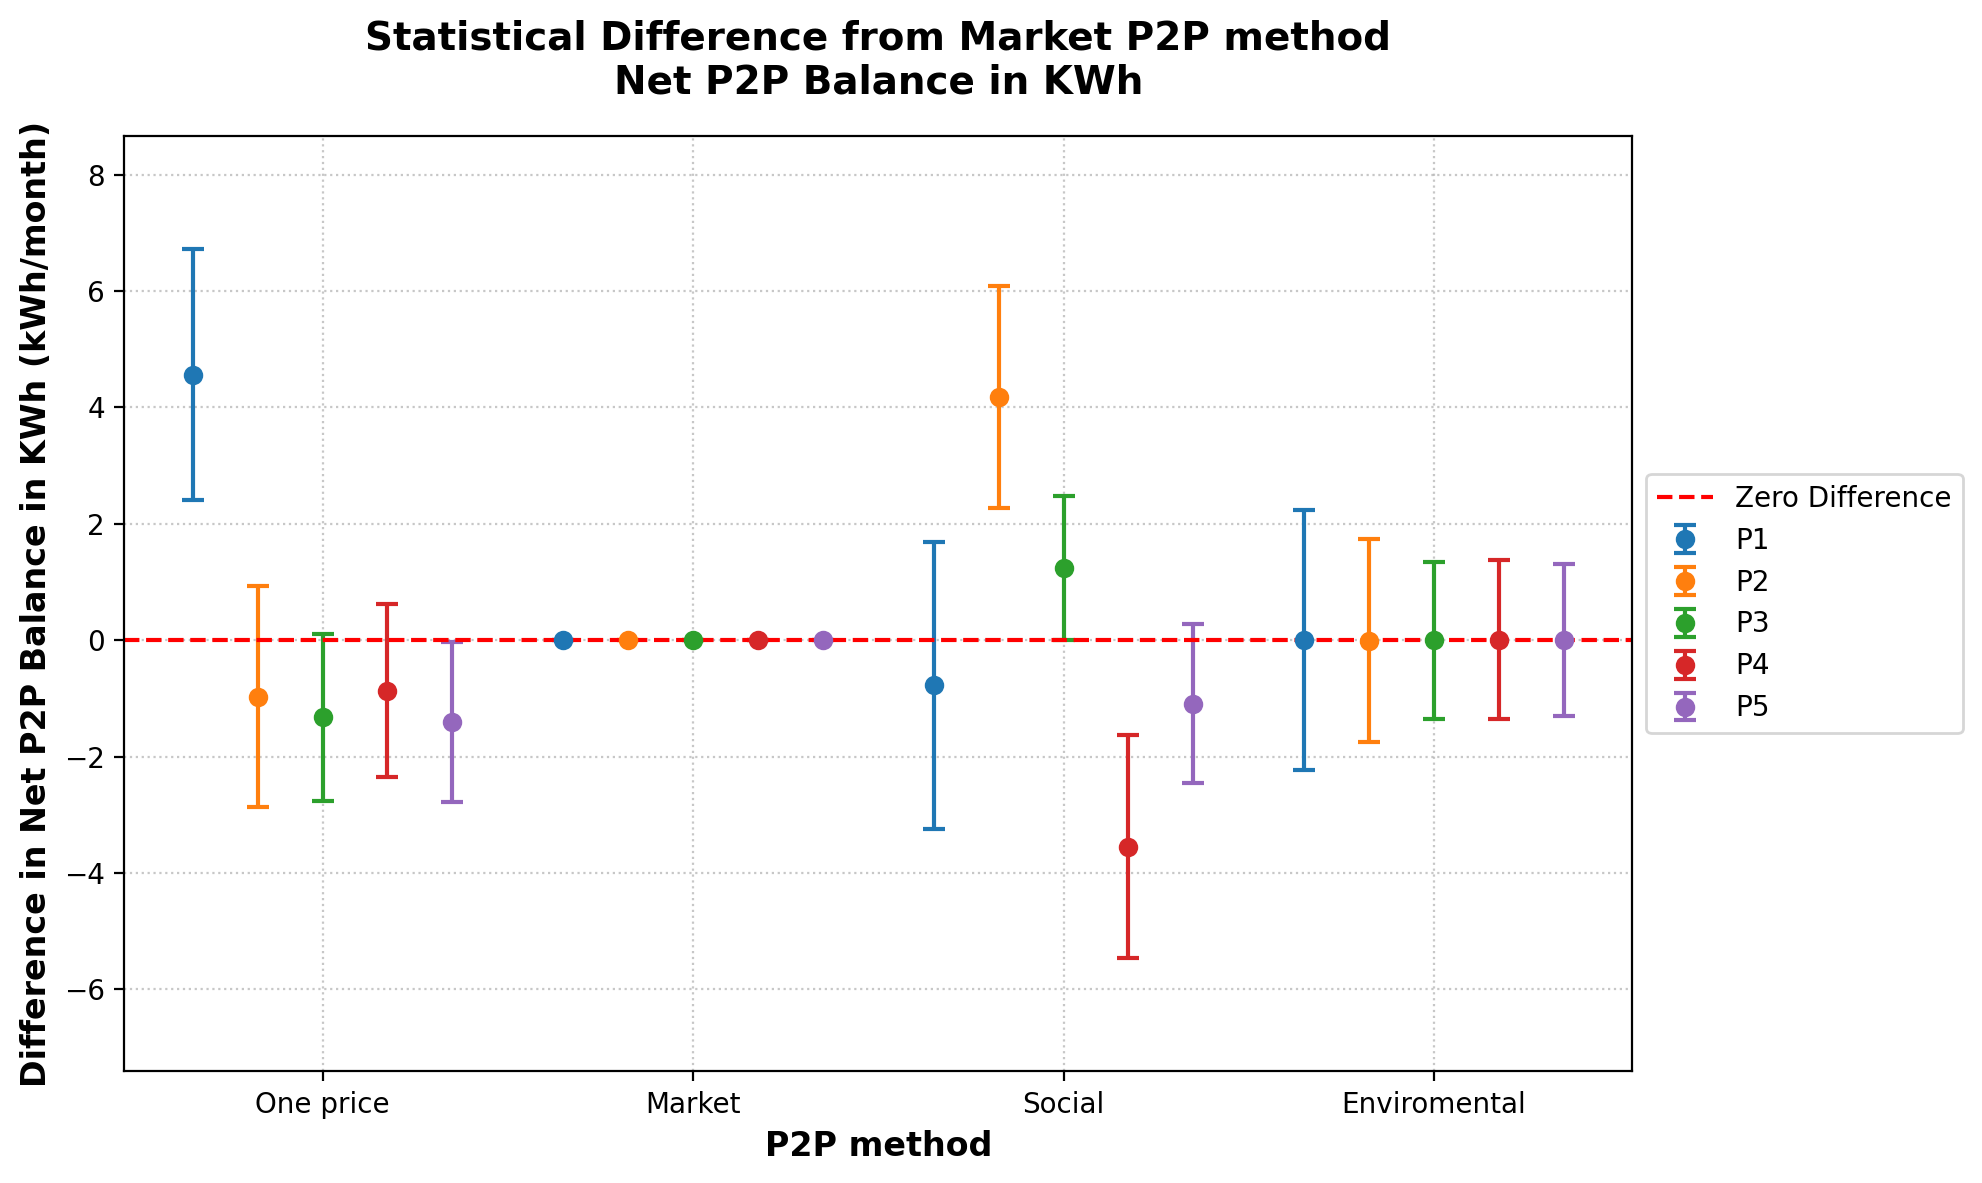 Statistical Difference from Market P2P method
Net P2P Balance in KWh
Difference in Net P2P Balance in KWh (kWh/month)
8
6
4
2
0
−2
−4
−6
One price
Market
Social
Enviromental
P2P method
Zero Difference
P1
P2
P3
P4
P5